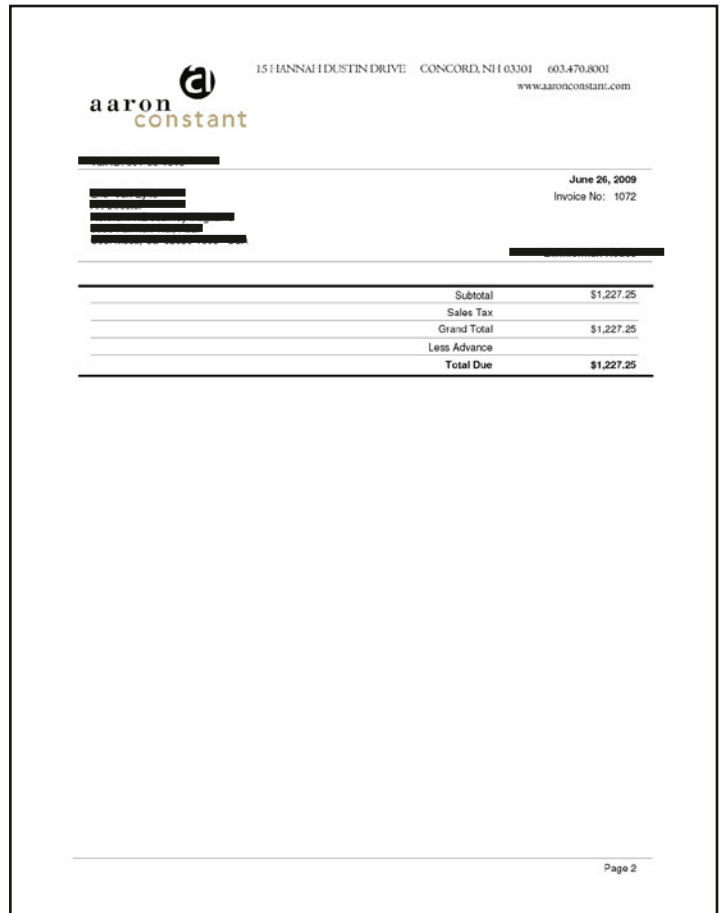 15 HANNAH DUSTIN DRIVE CONCORD, NH 03301 603.470.8001
www.aaronconstant.com
a
aaron
constant
June 26, 2009
Invoice No: 1072
Subtotal $1,227.25
Sales Tax
Grand Total $1,227.25
Less Advance
Total Due $1,227.25
Page 2